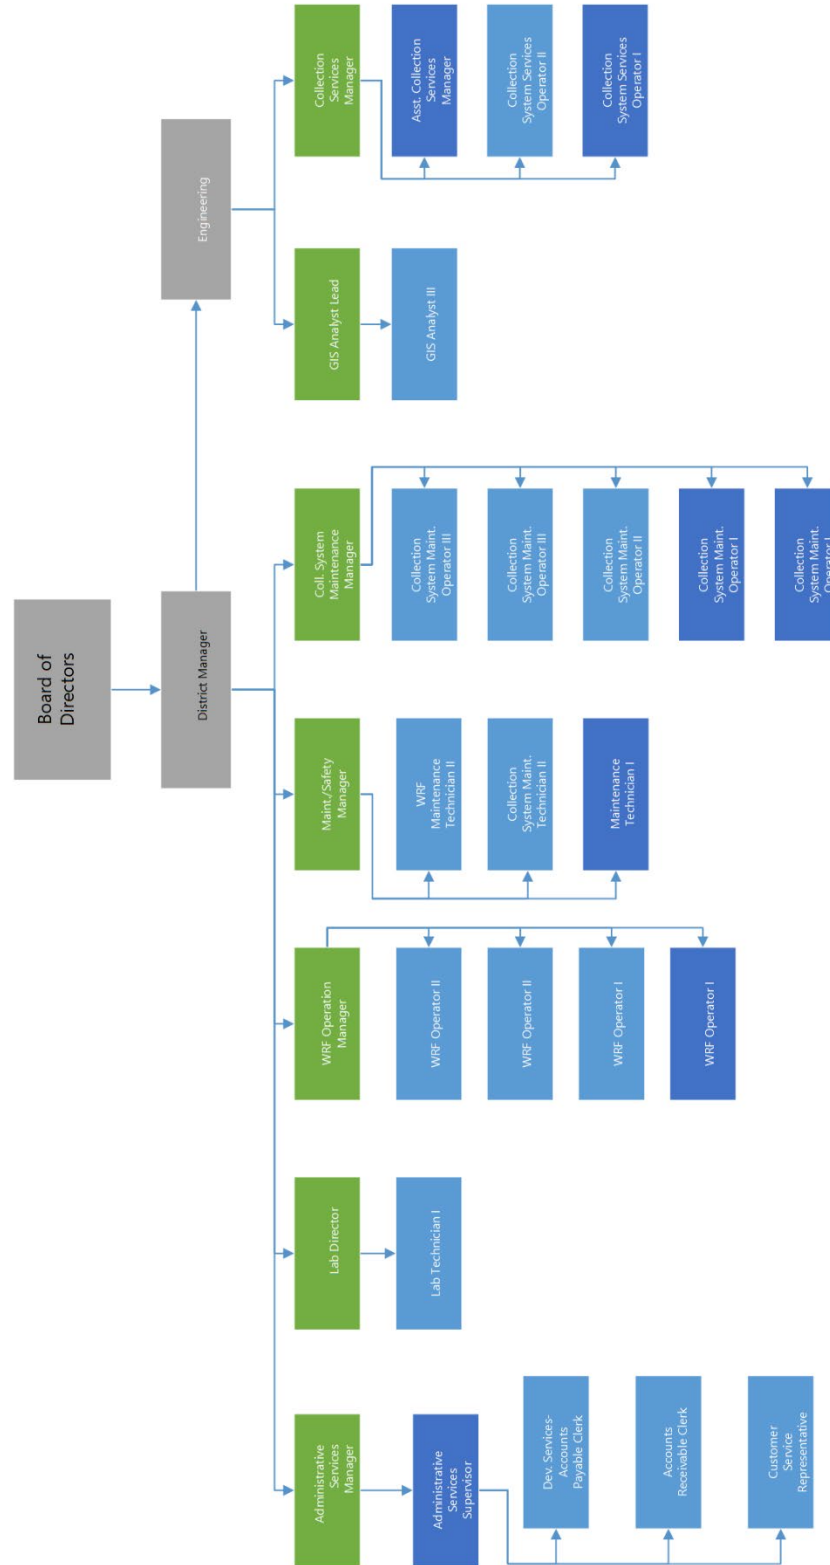 Board of
Directors
District Manager
Engineering
Administrative
Services
Manager
Lab Director
WRF Operation
Manager
Maint./Safety
Manager
Coll. System
Maintenance
Manager
GIS Analyst Lead
Collection
Services
Manager
Administrative
Services
Supervisor
Dev. Services-
Accounts
Payable Clerk
Accounts
Receivable Clerk
Customer
Service
Representative
Lab Technician I
WRF Operator II
WRF Operator II
WRF Operator I
WRF Operator I
WRF
Maintenance
Technician II
Collection
System Maint.
Technician II
Maintenance
Technician I
Collection
System Maint.
Operator III
Collection
System Maint.
Operator III
Collection
System Maint.
Operator II
Collection
System Maint.
Operator I
Collection
System Maint.
Operator I
GIS Analyst III
Asst. Collection
Services
Manager
Collection
System Services
Operator II
Collection
System Services
Operator I